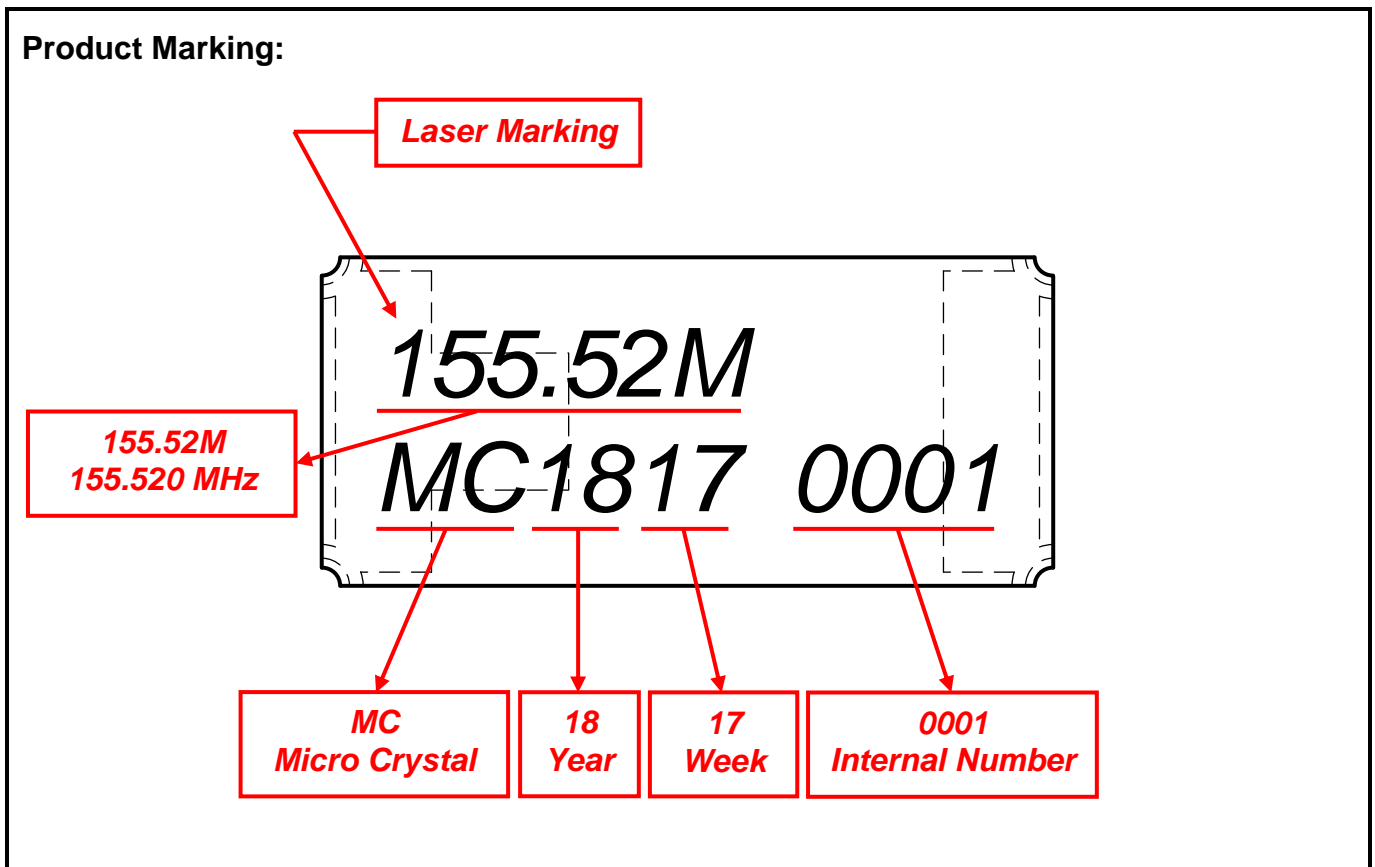 Product Marking:
Laser Marking
155.52M
155.52M
155.520 MHz
MC1817 0001
MC
Micro Crystal
18
Year
17
Week
0001
Internal Number